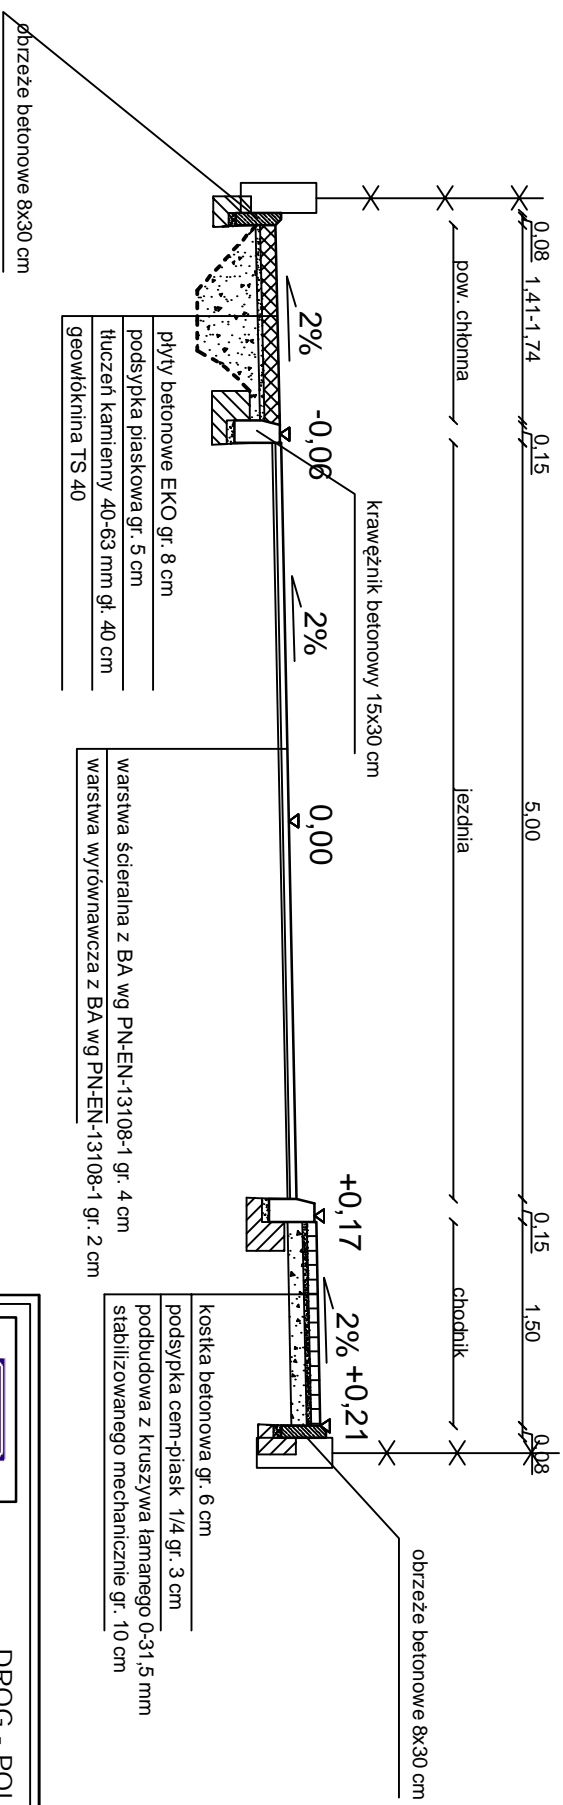 0,08
1,41-1,74
0,15
5,00
0,15
1,50
0,08
pow. chłonna
jezdnia
chodnik
obrzeże betonowe 8x30 cm
krawężnik betonowy 15x30 cm
obrzeże betonowe 8x30 cm
2%
-0,06
2%
0,00
+0,17
2%
+0,21
płyty betonowe EKO gr. 8 cm
podsypka piaskowa gr. 5 cm
tłuczeń kamienny 40-63 mm gł. 40 cm
geowłóknina TS 40
warstwa ścieralna z BA wg PN-EN-13108-1 gr. 4 cm
warstwa wyrównawcza z BA wg PN-EN-13108-1 gr. 2 cm
kostka betonowa gr. 6 cm
podsypka cem-piask 1/4 gr. 3 cm
podbudowa z kruszywa łamanego 0-31,5 mm
stabilizowanego mechanicznie gr. 10 cm
DROG - POL